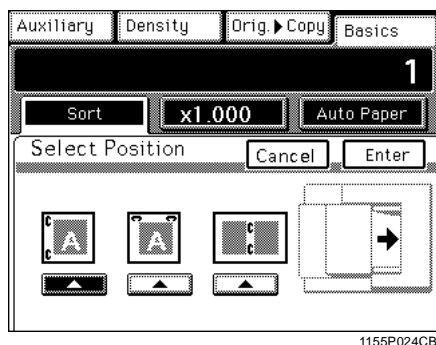 Auxiliary Density Orig.▶Copy Basics
1
Sort x1.000 Auto Paper
Select Position Cancel Enter
A A
1155P024CB